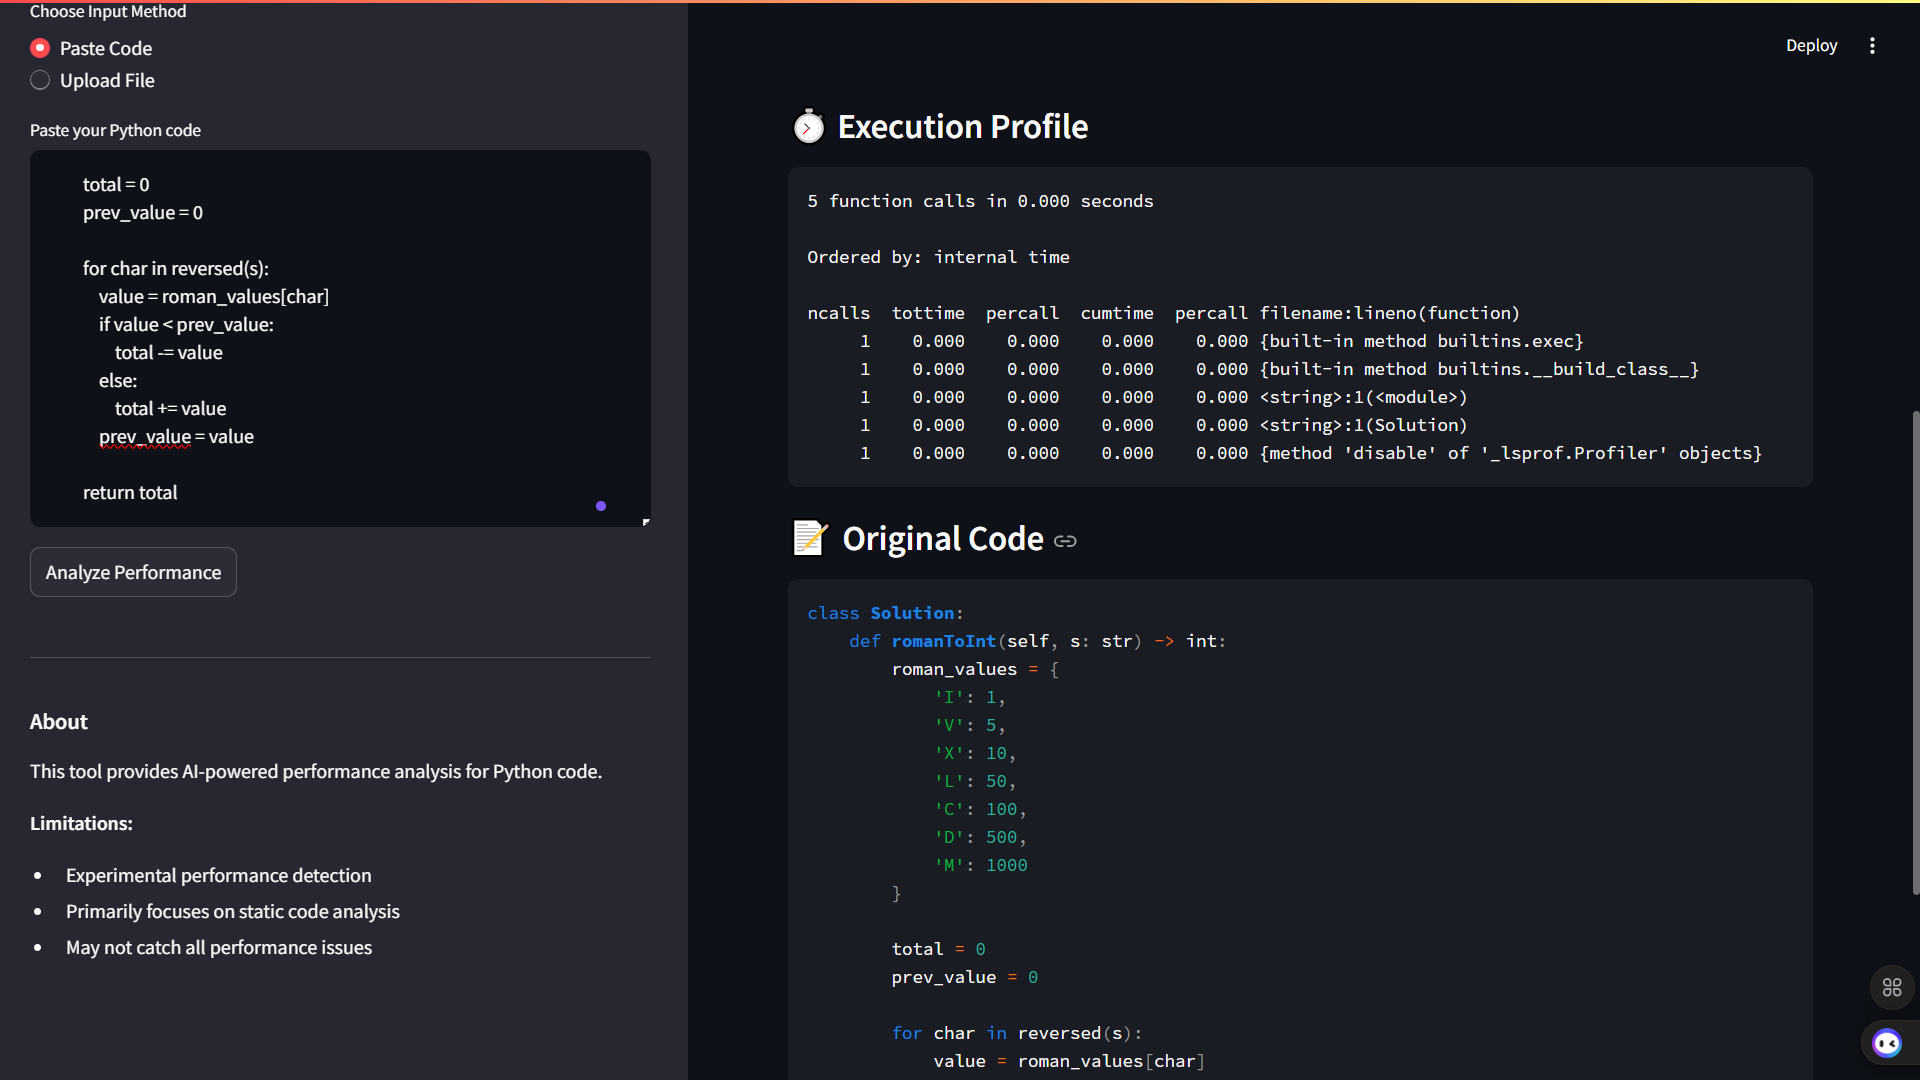 Choose Input Method
Paste Code
Upload File
Paste your Python code
total = 0
prev_value = 0
for char in reversed(s):
value = roman_values[char]
if value < prev_value:
total -= value
else:
total += value
prev_value = value
return total
Analyze Performance
About
This tool provides AI-powered performance analysis for Python code.
Limitations:
Experimental performance detection
Primarily focuses on static code analysis
May not catch all performance issues
Deploy
Execution Profile
5 function calls in 0.000 seconds
Ordered by: internal time
ncalls  tottime  percall  cumtime  percall filename:lineno(function)
1    0.000    0.000    0.000    0.000 {built-in method builtins.exec}
1    0.000    0.000    0.000    0.000 {built-in method builtins.__build_class__}
1    0.000    0.000    0.000    0.000 <string>:1(<module>)
1    0.000    0.000    0.000    0.000 <string>:1(Solution)
1    0.000    0.000    0.000    0.000 {method 'disable' of '_lsprof.Profiler' objects}
Original Code
class Solution:
def romanToInt(self, s: str) -> int:
roman_values = {
'I': 1,
'V': 5,
'X': 10,
'L': 50,
'C': 100,
'D': 500,
'M': 1000
}
total = 0
prev_value = 0
for char in reversed(s):
value = roman_values[char]